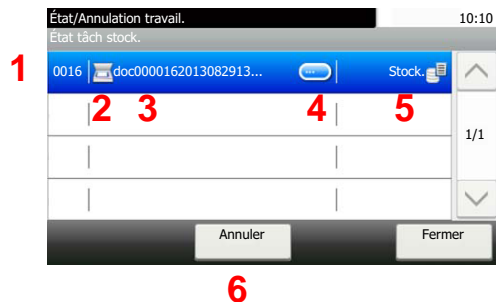 État/Annulation travail. 10:10
État tâch stock.
1 0016 doc0000162013082913... Stock.
2 3 4 5
1/1
Annuler Fermer
6